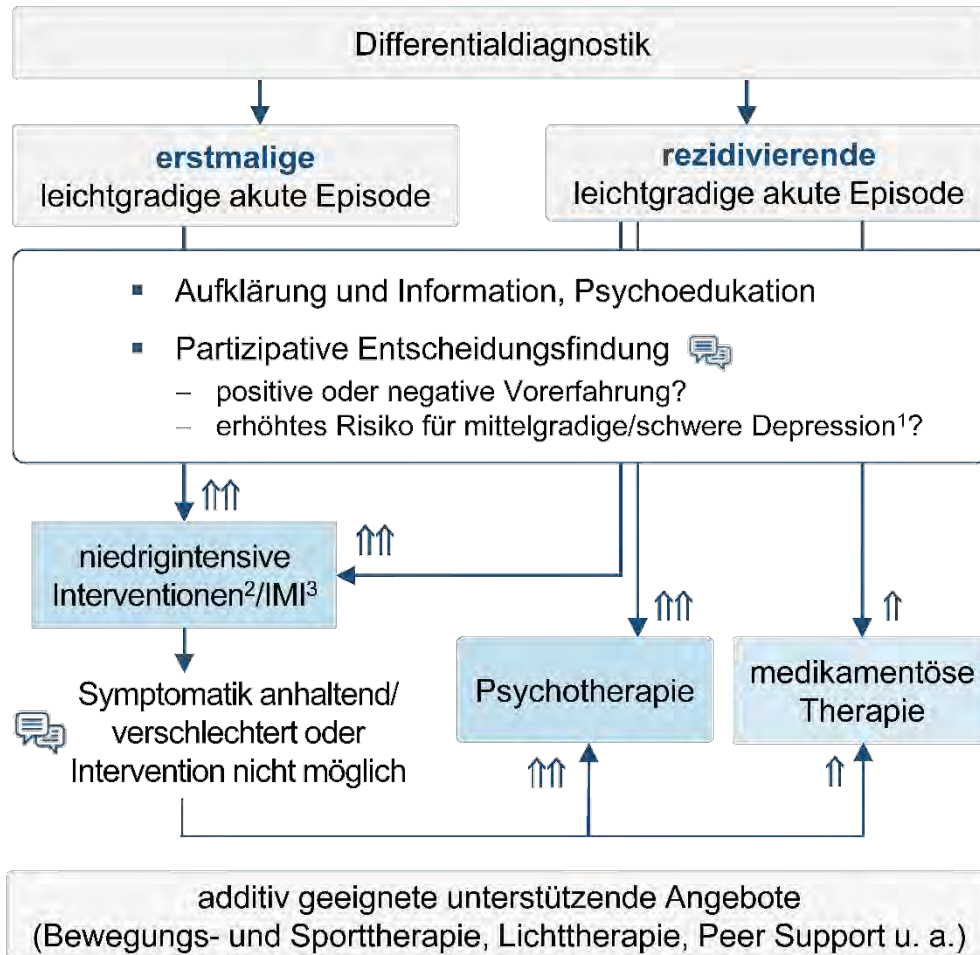 Differentialdiagnostik
erstmalige
leichtgradige akute Episode
rezidivierende
leichtgradige akute Episode
▪ Aufklärung und Information, Psychoedukation
▪ Partizipative Entscheidungsfindung
– positive oder negative Vorerfahrung?
– erhöhtes Risiko für mittelgradige/schwere Depression¹?
⇑⇑
niedrigintensive
Interventionen²/IMI³
⇑⇑
⇑⇑
Psychotherapie
⇑
medikamentöse
Therapie
Symptomatik anhaltend/
verschlechtert oder
Intervention nicht möglich
⇑⇑
⇑
additiv geeignete unterstützende Angebote
(Bewegungs- und Sporttherapie, Lichttherapie, Peer Support u. a.)